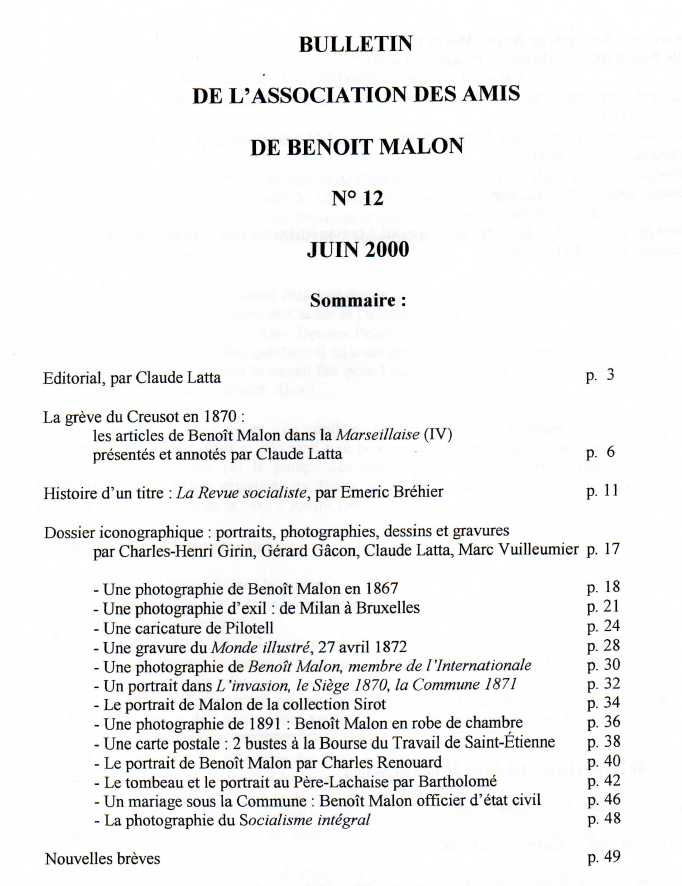 BULLETIN
DE L'ASSOCIATION DES AMIS
DE BENOIT MALON
N° 12
JUIN 2000
Sommaire :
Editorial, par Claude Latta p. 3
La grève du Creusot en 1870 :
les articles de Benoît Malon dans la Marseillaise (IV)
présentés et annotés par Claude Latta p. 6
Histoire d'un titre : La Revue socialiste, par Emeric Bréhier p. 11
Dossier iconographique : portraits, photographies, dessins et gravures
par Charles-Henri Girin, Gérard Gâcon, Claude Latta, Marc Vuilleumier p. 17
- Une photographie de Benoît Malon en 1867 p. 18
- Une photographie d'exil : de Milan à Bruxelles p. 21
- Une caricature de Pilotell p. 24
- Une gravure du Monde illustré, 27 avril 1872 p. 28
- Une photographie de Benoît Malon, membre de l'Internationale p. 30
- Un portrait dans L'invasion, le Siège 1870, la Commune 1871 p. 32
- Le portrait de Malon de la collection Sirot p. 34
- Une photographie de 1891 : Benoît Malon en robe de chambre p. 36
- Une carte postale : 2 bustes à la Bourse du Travail de Saint-Étienne p. 38
- Le portrait de Benoît Malon par Charles Renouard p. 40
- Le tombeau et le portrait au Père-Lachaise par Bartholomé p. 42
- Un mariage sous la Commune : Benoît Malon officier d'état civil p. 46
- La photographie du Socialisme intégral p. 48
Nouvelles brèves p. 49